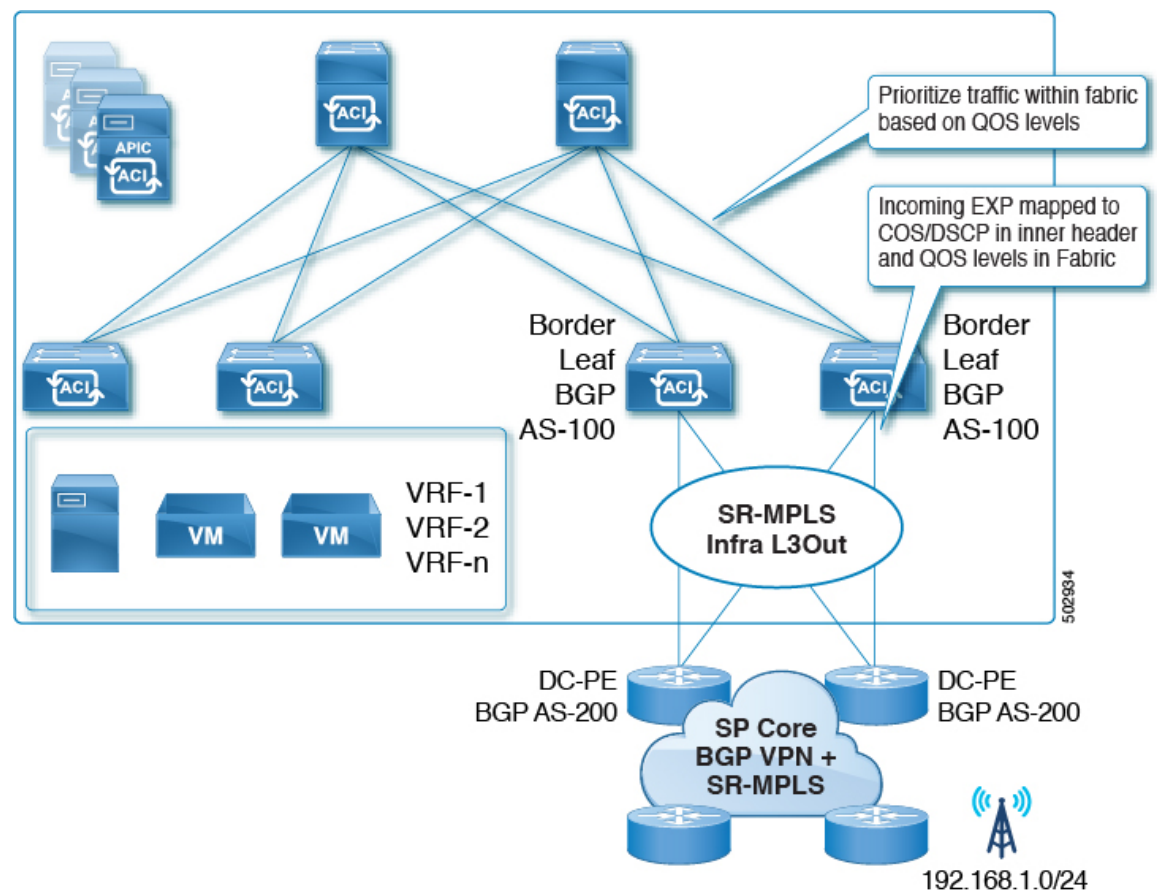 ACI
ACI
Prioritize traffic within fabric
based on QOS levels
A
A
APIC
ACI
Incoming EXP mapped to
COS/DSCP in inner header
and QOS levels in Fabric
Border
Leaf
BGP
AS-100
Border
Leaf
BGP
AS-100
ACI
ACI
ACI
ACI
VM
VM
VRF-1
VRF-2
VRF-n
SR-MPLS
Infra L3Out
502934
DC-PE
BGP AS-200
DC-PE
BGP AS-200
SP Core
BGP VPN +
SR-MPLS
192.168.1.0/24